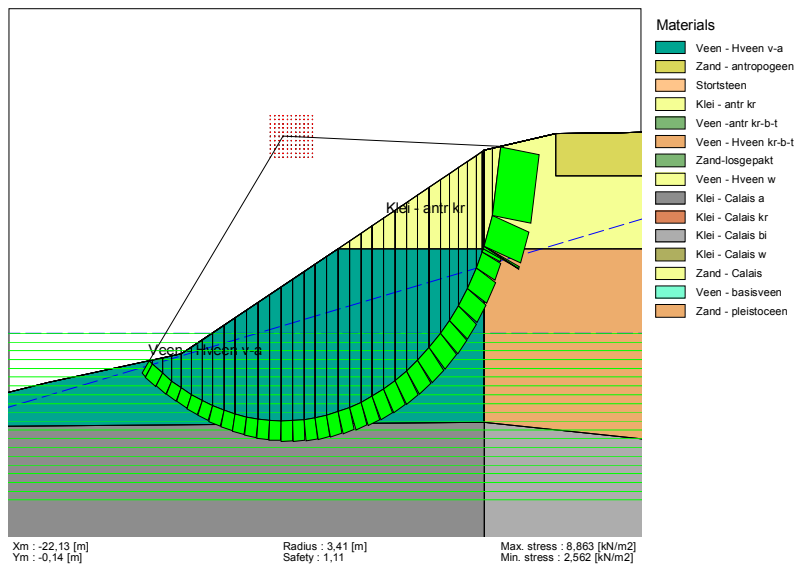 Materials
Veen - Hveen v-a
Zand - antropogeen
Stortsteen
Klei - antr kr
Veen -antr kr-b-t
Veen - Hveen kr-b-t
Zand-losgepakt
Veen - Hveen w
Klei - Calais a
Klei - Calais kr
Klei - Calais bi
Klei - Calais w
Zand - Calais
Veen - basisveen
Zand - pleistoceen
Klei - antr kr
Veen - Hveen v-a
Xm : -22,13 [m] Radius : 3,41 [m] Max. stress : 8,863 [kN/m2]
Ym : -0,14 [m] Safety : 1,11 Min. stress : 2,562 [kN/m2]